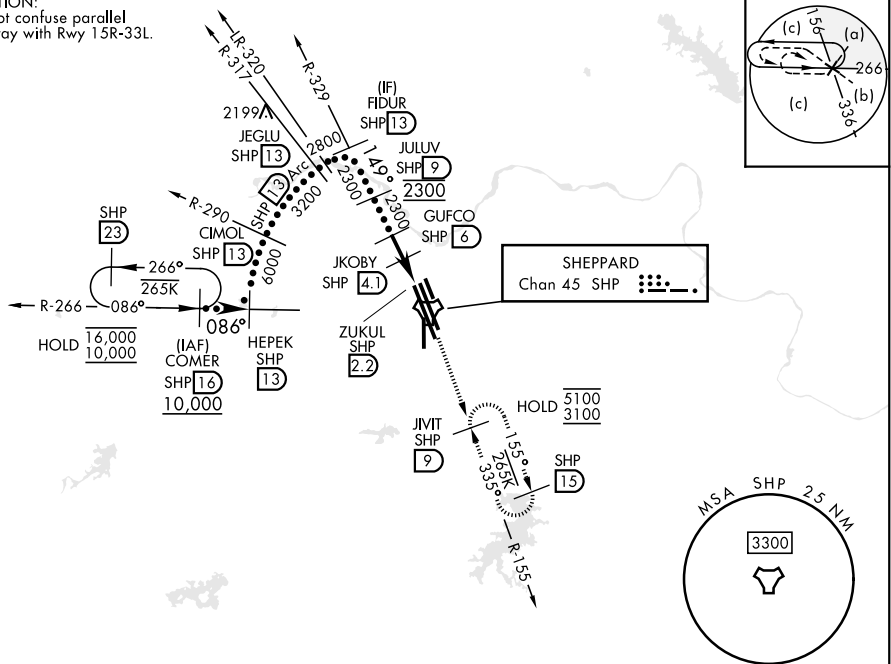 TION:
ot confuse parallel
ay with Rwy 15R-33L.
(c)
156
(a)
266
(b)
(c)
336
LR-320
R-317
R-329
(IF)
FIDUR
SHP 13
2199
JEGLU
SHP 13
2800
149°
JULUV
SHP 9
2300
SHP 13 Arc
3200
2300
2300
GUFCO
SHP 6
R-290
CIMOL
SHP 13
6000
SHP
23
266°
265K
R-266
086°
086°
HOLD 16,000
10,000
(IAF)
COMER
SHP 16
10,000
HEPEK
SHP
13
JKOBY
SHP 4.1
ZUKUL
SHP
2.2
SHEPPARD
Chan 45 SHP
HOLD 5100
3100
JIVIT
SHP
9
155°
265K
335°
SHP
15
R-155
MSA SHP 25 NM
3300